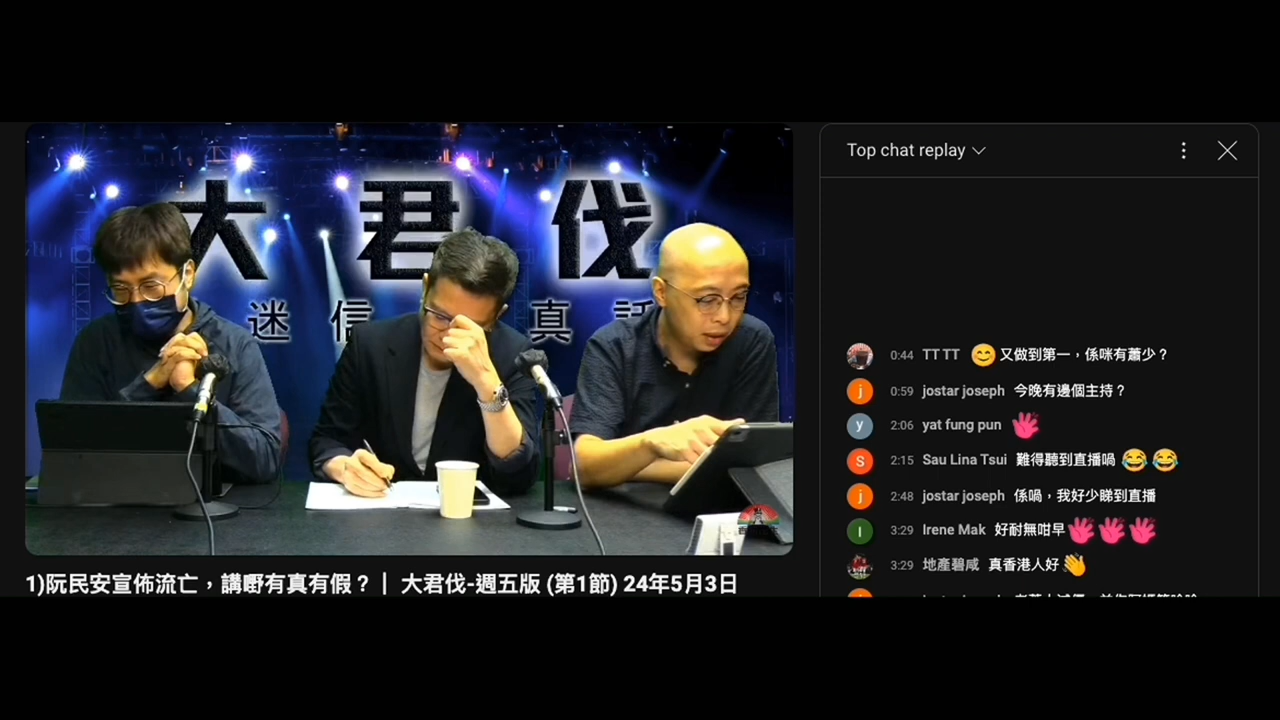 大君伐
迷信 真話
1)阮民安宣佈流亡，講嘢有真有假？｜ 大君伐-週五版 (第1節) 24年5月3日
Top chat replay
0:44 TT TT 😊又做到第一，係咪有蕭少？
0:59 jostar joseph 今晚有邊個主持？
y 2:06 yat fung pun
S 2:15 Sau Lina Tsui 難得聽到直播喎 😂😂
j 2:48 jostar joseph 係喎，我好少睇到直播
I 3:29 Irene Mak 好耐無咁早
3:29 地產碧咸 真香港人好👋